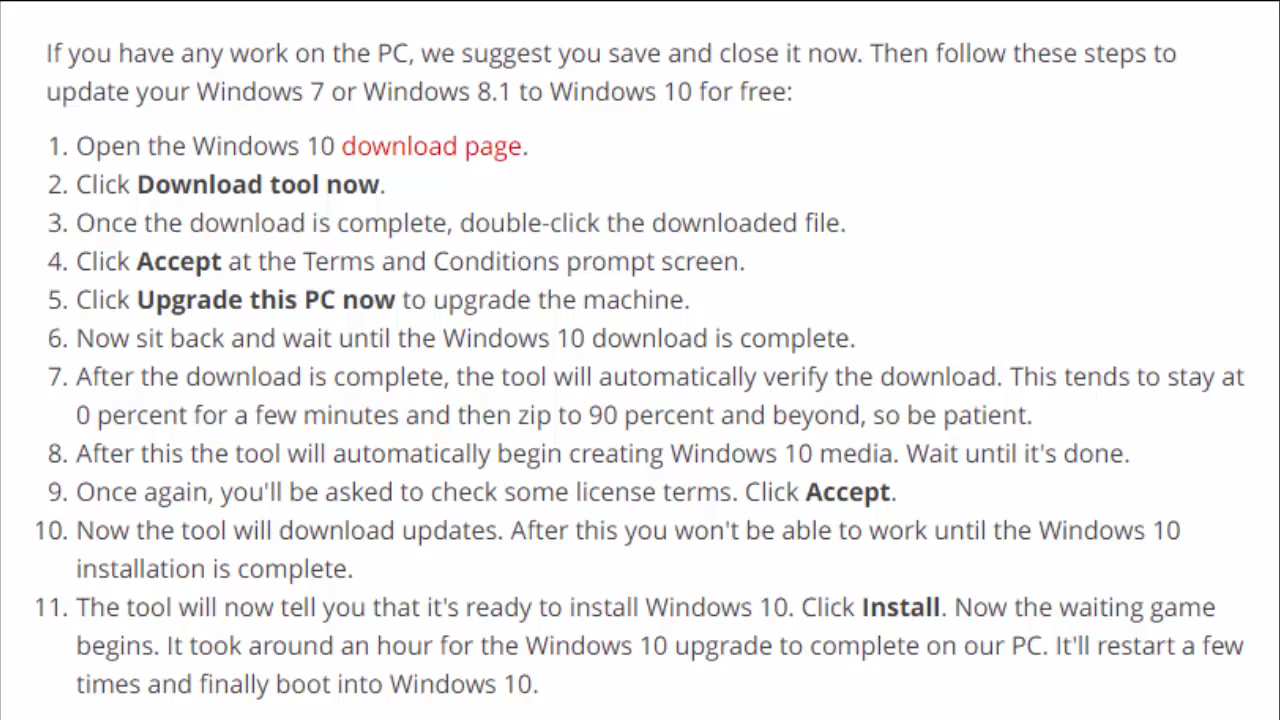 If you have any work on the PC, we suggest you save and close it now. Then follow these steps to
update your Windows 7 or Windows 8.1 to Windows 10 for free:
1. Open the Windows 10 download page.
2. Click Download tool now.
3. Once the download is complete, double-click the downloaded file.
4. Click Accept at the Terms and Conditions prompt screen.
5. Click Upgrade this PC now to upgrade the machine.
6. Now sit back and wait until the Windows 10 download is complete.
7. After the download is complete, the tool will automatically verify the download. This tends to stay at
0 percent for a few minutes and then zip to 90 percent and beyond, so be patient.
8. After this the tool will automatically begin creating Windows 10 media. Wait until it's done.
9. Once again, you'll be asked to check some license terms. Click Accept.
10. Now the tool will download updates. After this you won't be able to work until the Windows 10
installation is complete.
11. The tool will now tell you that it's ready to install Windows 10. Click Install. Now the waiting game
begins. It took around an hour for the Windows 10 upgrade to complete on our PC. It'll restart a few
times and finally boot into Windows 10.